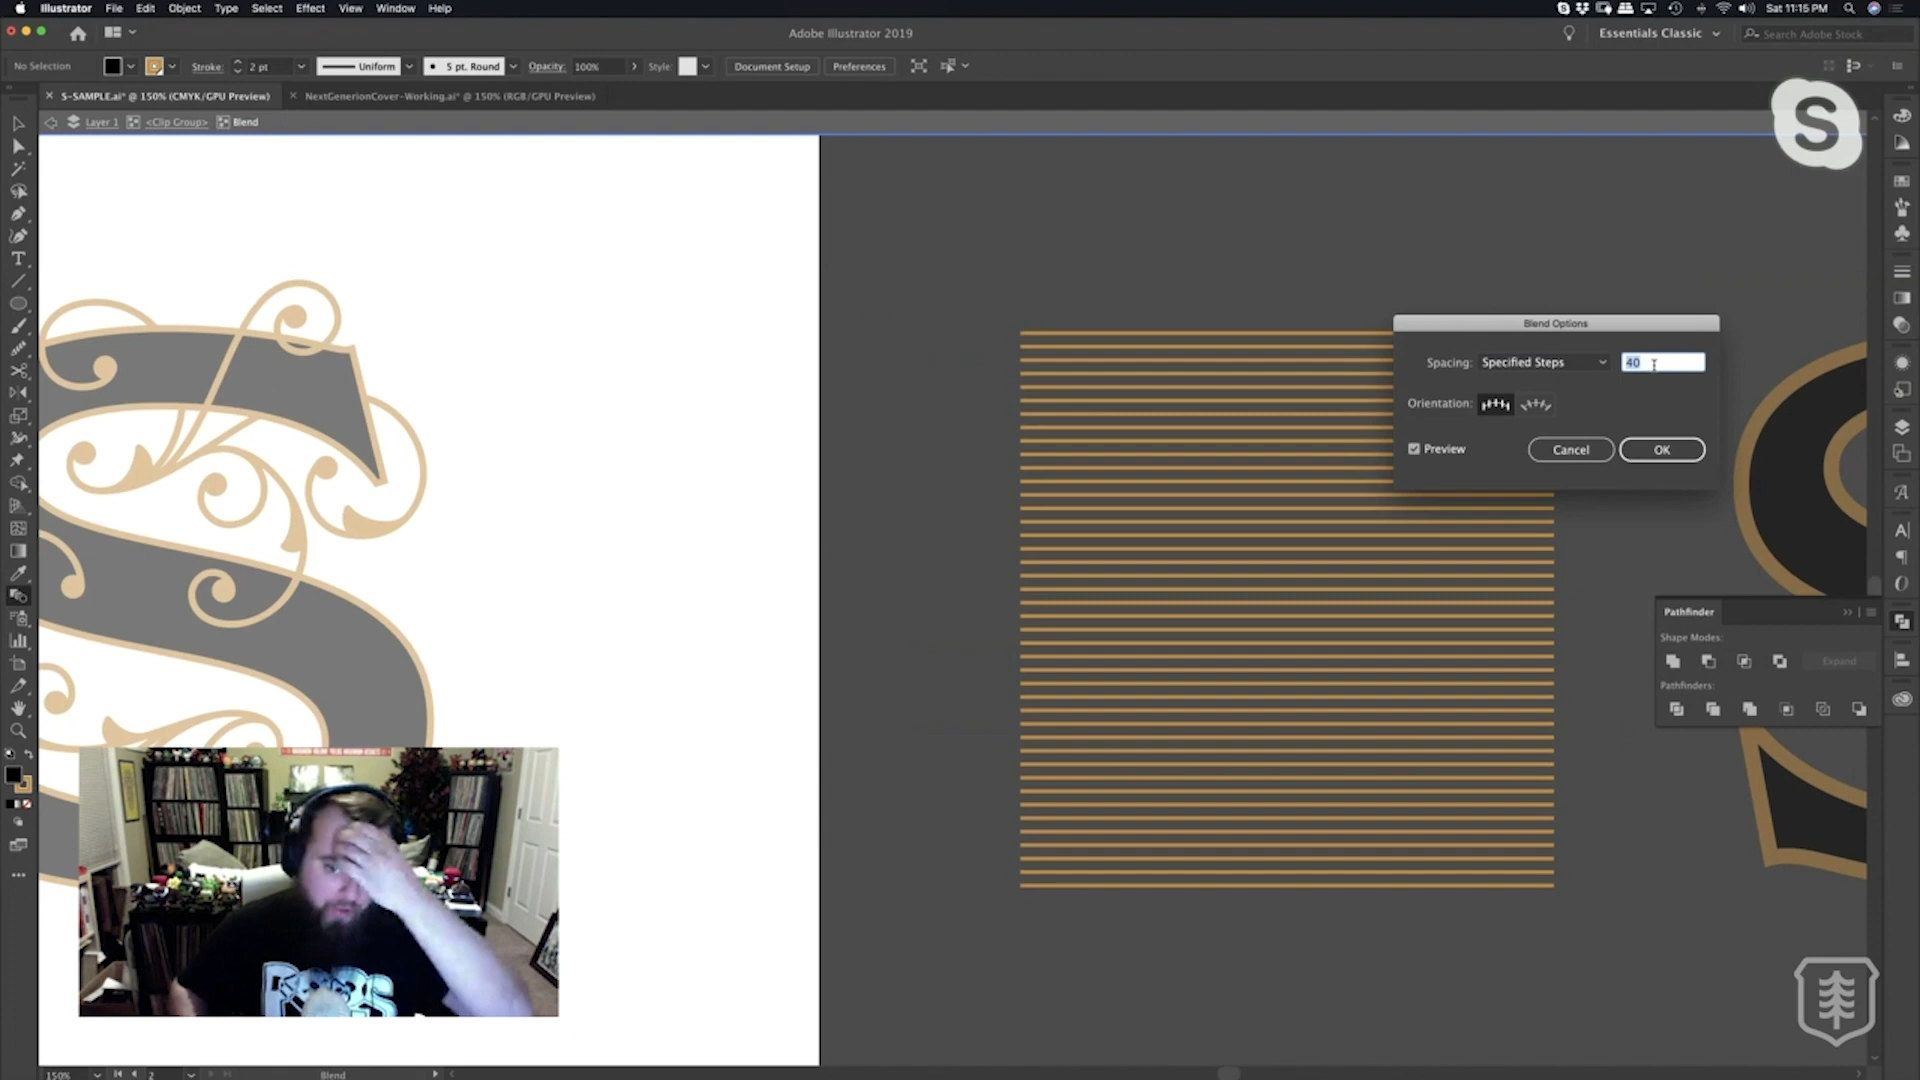 Illustrator File Edit Object Type Select Effect View Window Help
Sat 11:15 PM
Adobe Illustrator 2019
Essentials Classic
Search Adobe Stock
No Selection
Stroke: 2 pt
Uniform
5 pt. Round
Opacity: 100%
Style:
Document Setup
Preferences
S-SAMPLE.ai* @ 150% (CMYK/GPU Preview)
NextGenerionCover-Working.ai* @ 150% (RGB/GPU Preview)
Layer 1 <Clip Group> Blend
Blend Options
Spacing: Specified Steps 40
Orientation:
Preview
Cancel
OK
Pathfinder
Shape Modes:
Expand
Pathfinders:
150%
2
Blend